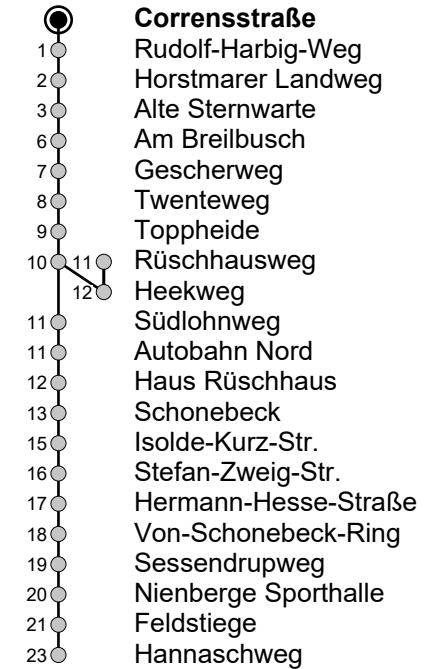 Corrensstraße
1 Rudolf-Harbig-Weg
2 Horstmarer Landweg
3 Alte Sternwarte
6 Am Breilbusch
7 Gescherweg
8 Twenteweg
9 Toppheide
10 11 Rüschhausweg
12 Heekweg
11 Südlohnweg
11 Autobahn Nord
12 Haus Rüschhaus
13 Schonebeck
15 Isolde-Kurz-Str.
16 Stefan-Zweig-Str.
17 Hermann-Hesse-Straße
18 Von-Schonebeck-Ring
19 Sessendrupweg
20 Nienberge Sporthalle
21 Feldstiege
23 Hannaschweg